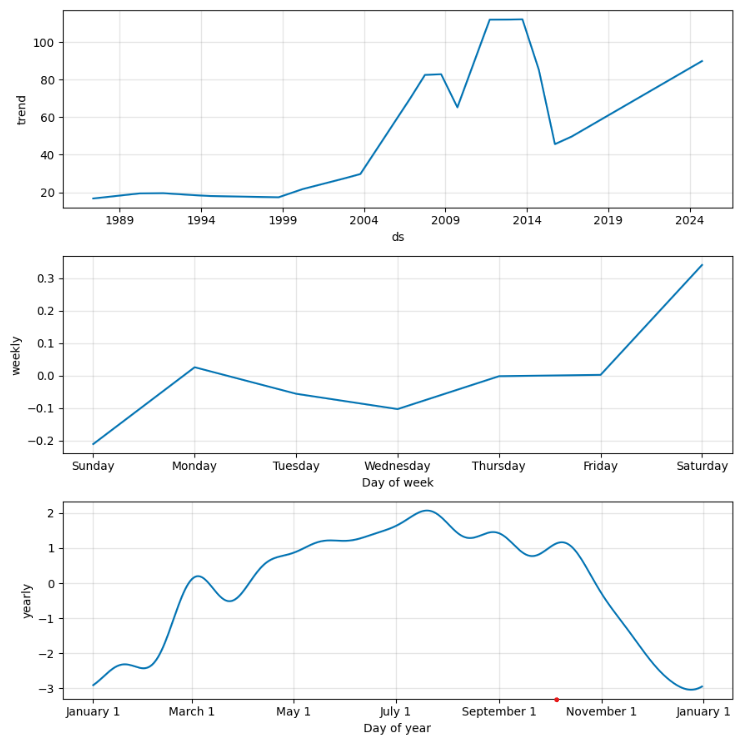 100
80
60
40
20
trend
1989 1994 1999 2004 2009 2014 2019 2024
ds
0.3
0.2
0.1
0.0
−0.1
−0.2
weekly
Sunday Monday Tuesday Wednesday Thursday Friday Saturday
Day of week
2
1
0
−1
−2
−3
yearly
January 1 March 1 May 1 July 1 September 1 November 1 January 1
Day of year